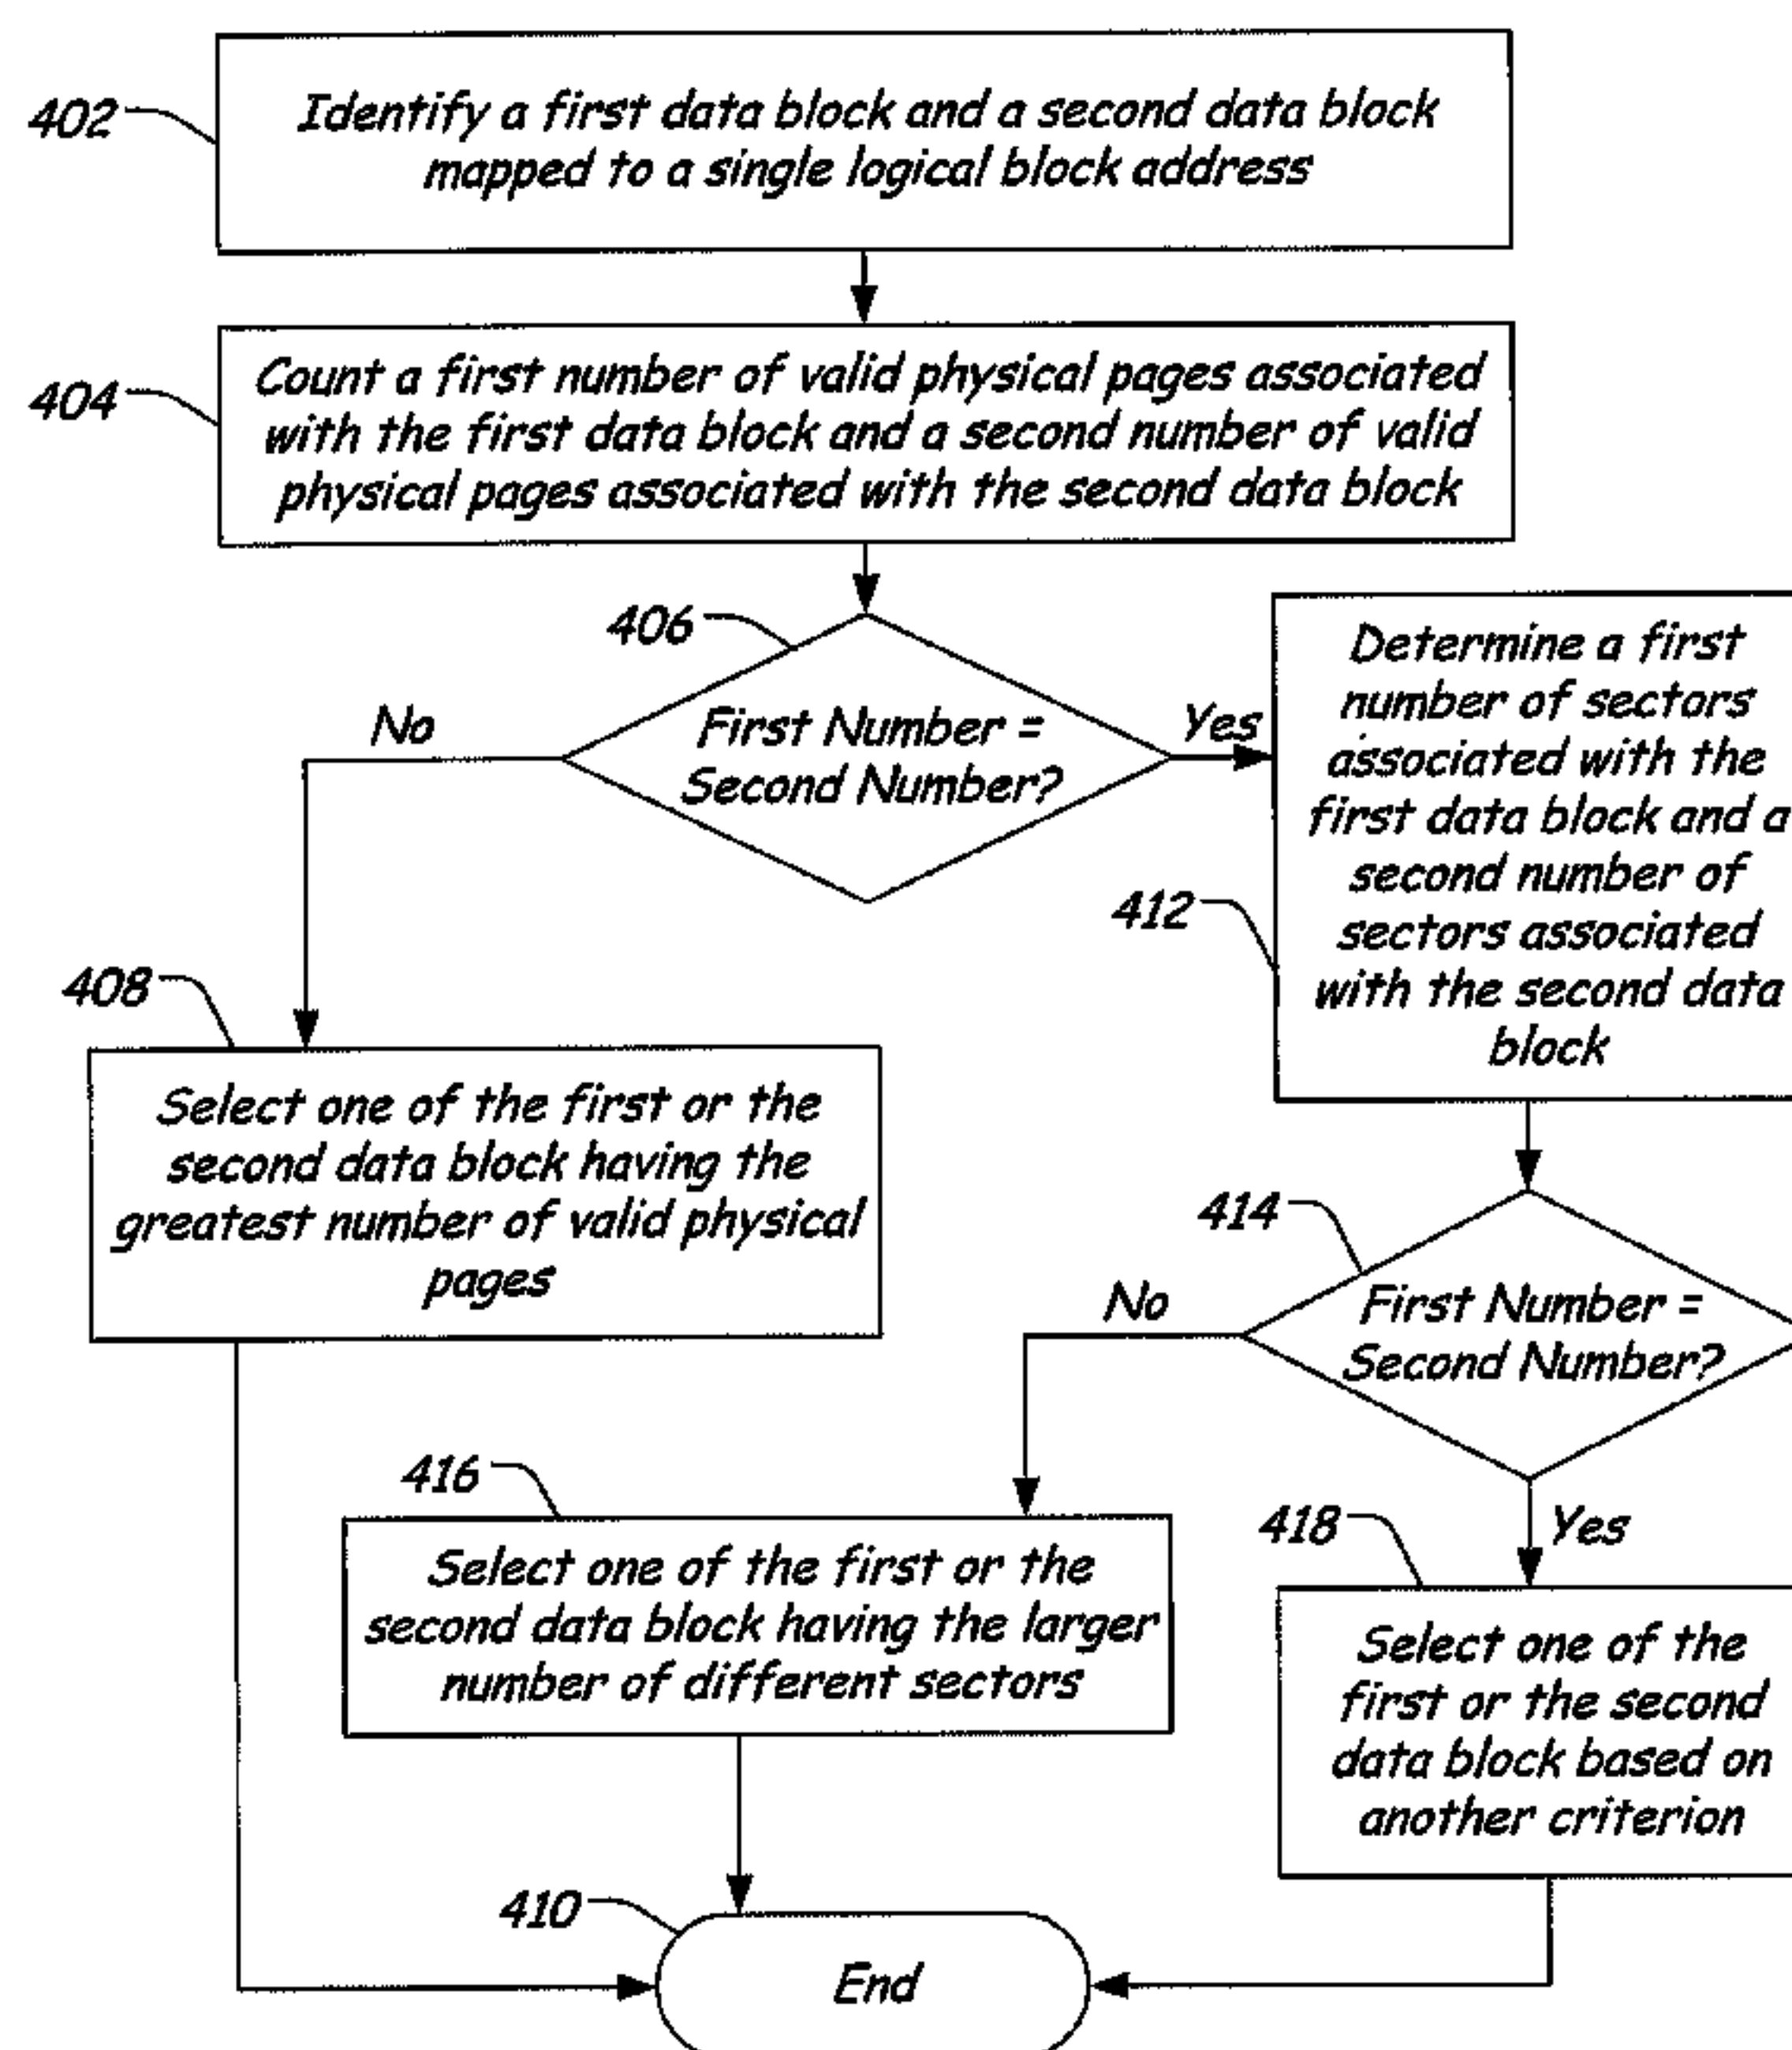 402
Identify a first data block and a second data block
mapped to a single logical block address
404
Count a first number of valid physical pages associated
with the first data block and a second number of valid
physical pages associated with the second data block
406
First Number =
Second Number?
No
Yes
Determine a first
number of sectors
associated with the
first data block and a
second number of
sectors associated
with the second data
block
412
408
Select one of the first or the
second data block having the
greatest number of valid physical
pages
414
First Number =
Second Number?
No
Yes
416
Select one of the first or the
second data block having the larger
number of different sectors
418
Select one of the
first or the second
data block based on
another criterion
410
End